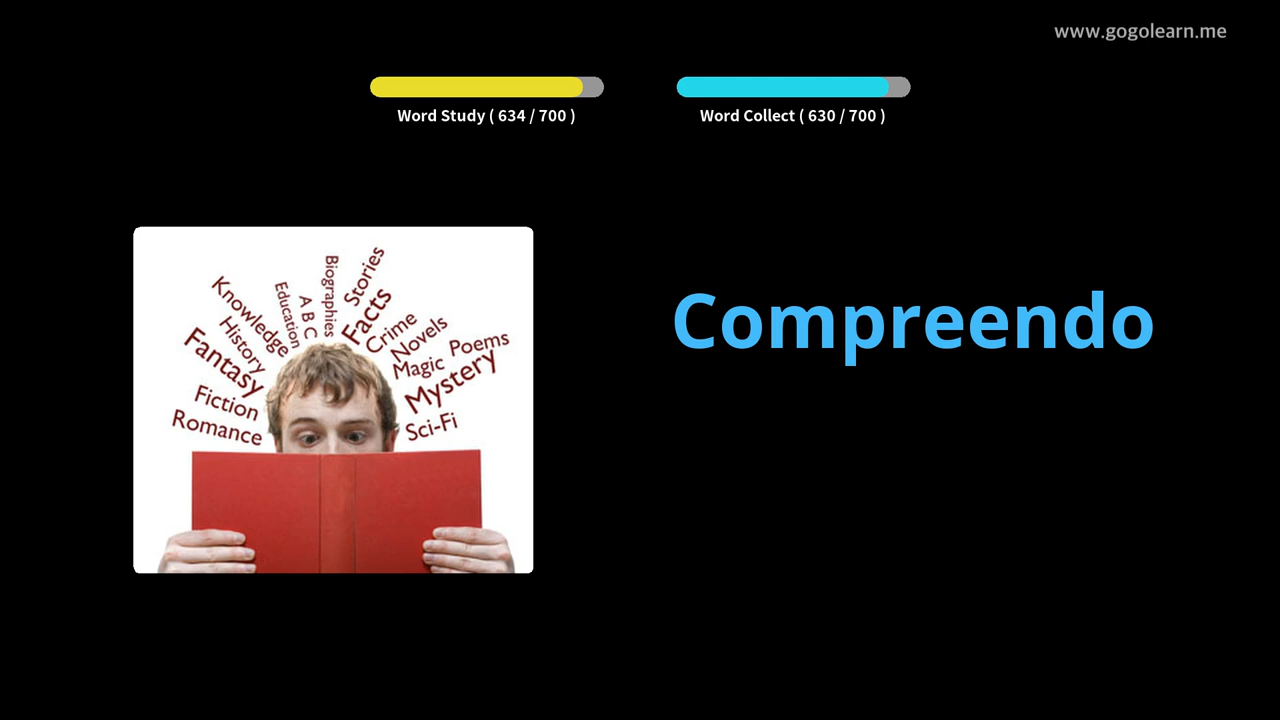 www.gogolearn.me
Word Study ( 634 / 700 )
Word Collect ( 630 / 700 )
Compreendo
Biographies
Stories
Education
A B C
Facts
Knowledge
Crime
History
Novels
Poems
Fantasy
Magic
Mystery
Fiction
Romance
Sci-Fi